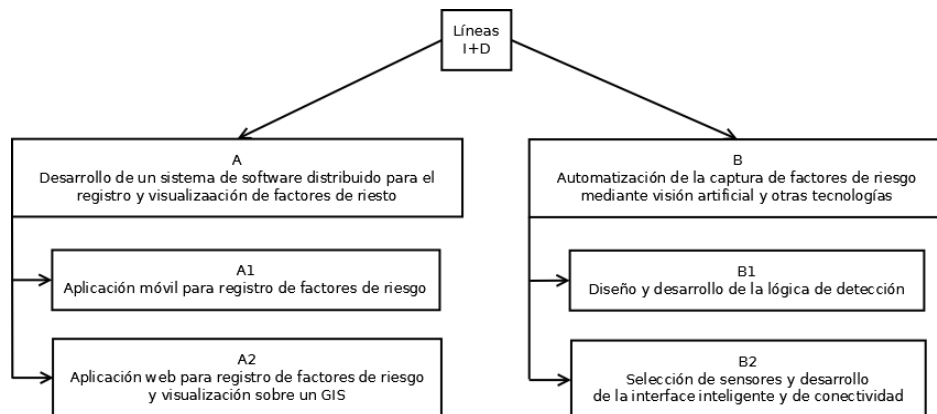 Líneas
I+D
A
Desarrollo de un sistema de software distribuido para el
registro y visualizaación de factores de riesto
B
Automatización de la captura de factores de riesgo
mediante visión artificial y otras tecnologías
A1
Aplicación móvil para registro de factores de riesgo
A2
Aplicación web para registro de factores de riesgo
y visualización sobre un GIS
B1
Diseño y desarrollo de la lógica de detección
B2
Selección de sensores y desarrollo
de la interface inteligente y de conectividad